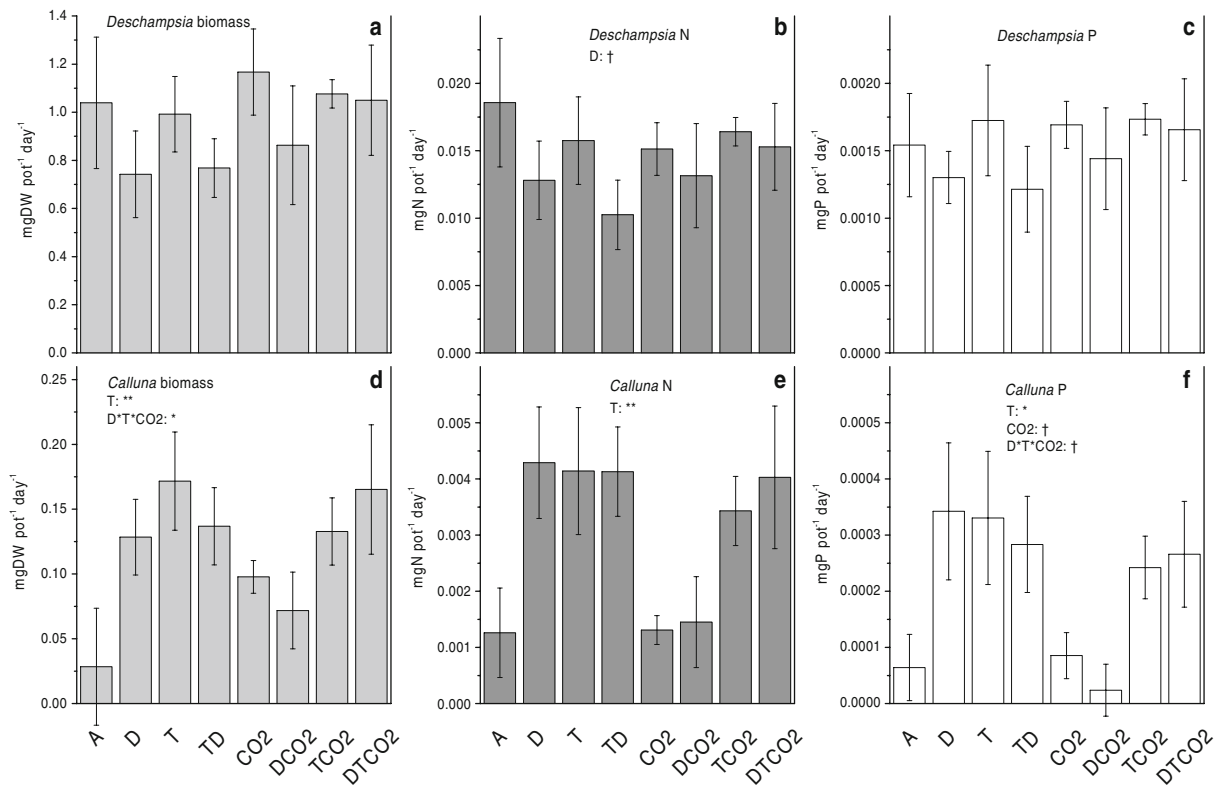 Deschampsia biomass
a
1.4
1.2
1.0
0.8
0.6
0.4
0.2
0.0
mgDW pot⁻¹ day⁻¹
Deschampsia N
D: †
b
0.020
0.015
0.010
0.005
0.000
mgN pot⁻¹ day⁻¹
Deschampsia P
c
0.0020
0.0015
0.0010
0.0005
0.0000
mgP pot⁻¹ day⁻¹
Calluna biomass
T: **
D*T*CO2: *
d
0.25
0.20
0.15
0.10
0.05
0.00
mgDW pot⁻¹ day⁻¹
A
D
T
TD
CO2
DCO2
TCO2
DTCO2
Calluna N
T: **
e
0.005
0.004
0.003
0.002
0.001
0.000
mgN pot⁻¹ day⁻¹
A
D
T
TD
CO2
DCO2
TCO2
DTCO2
Calluna P
T: *
CO2: †
D*T*CO2: †
f
0.0005
0.0004
0.0003
0.0002
0.0001
0.0000
mgP pot⁻¹ day⁻¹
A
D
T
TD
CO2
DCO2
TCO2
DTCO2